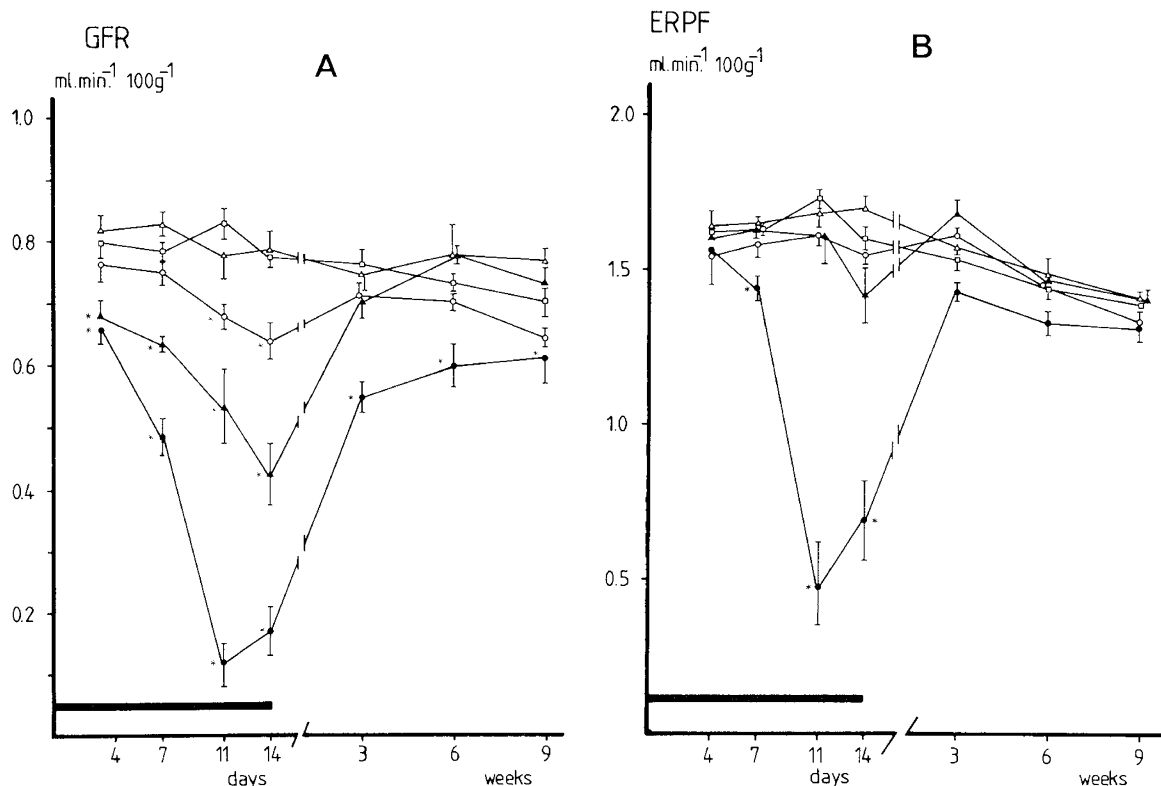 GFR
A
ml.min.⁻¹ 100g⁻¹
1.0
0.8
0.6
0.4
0.2
4 7 11 14 3 6 9
days weeks
ERPF
B
ml.min.⁻¹ 100g⁻¹
2.0
1.5
1.0
0.5
4 7 11 14 3 6 9
days weeks